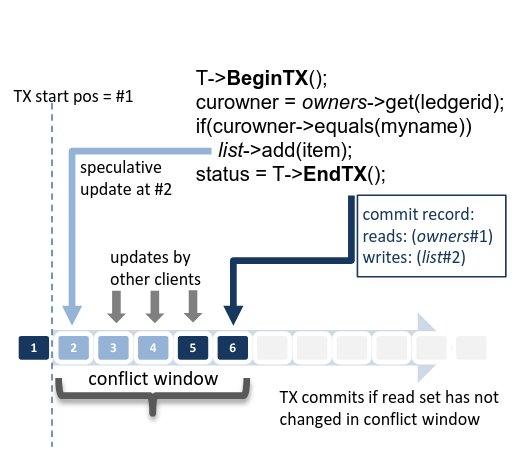 T->BeginTX();
TX start pos = #1
curowner = owners->get(ledgerid);
if(curowner->equals(myname))
list->add(item);
status = T->EndTX();
speculative
update at #2
commit record:
reads: (owners#1)
writes: (list#2)
updates by
other clients
1 2 3 4 5 6
conflict window
TX commits if read set has not
changed in conflict window